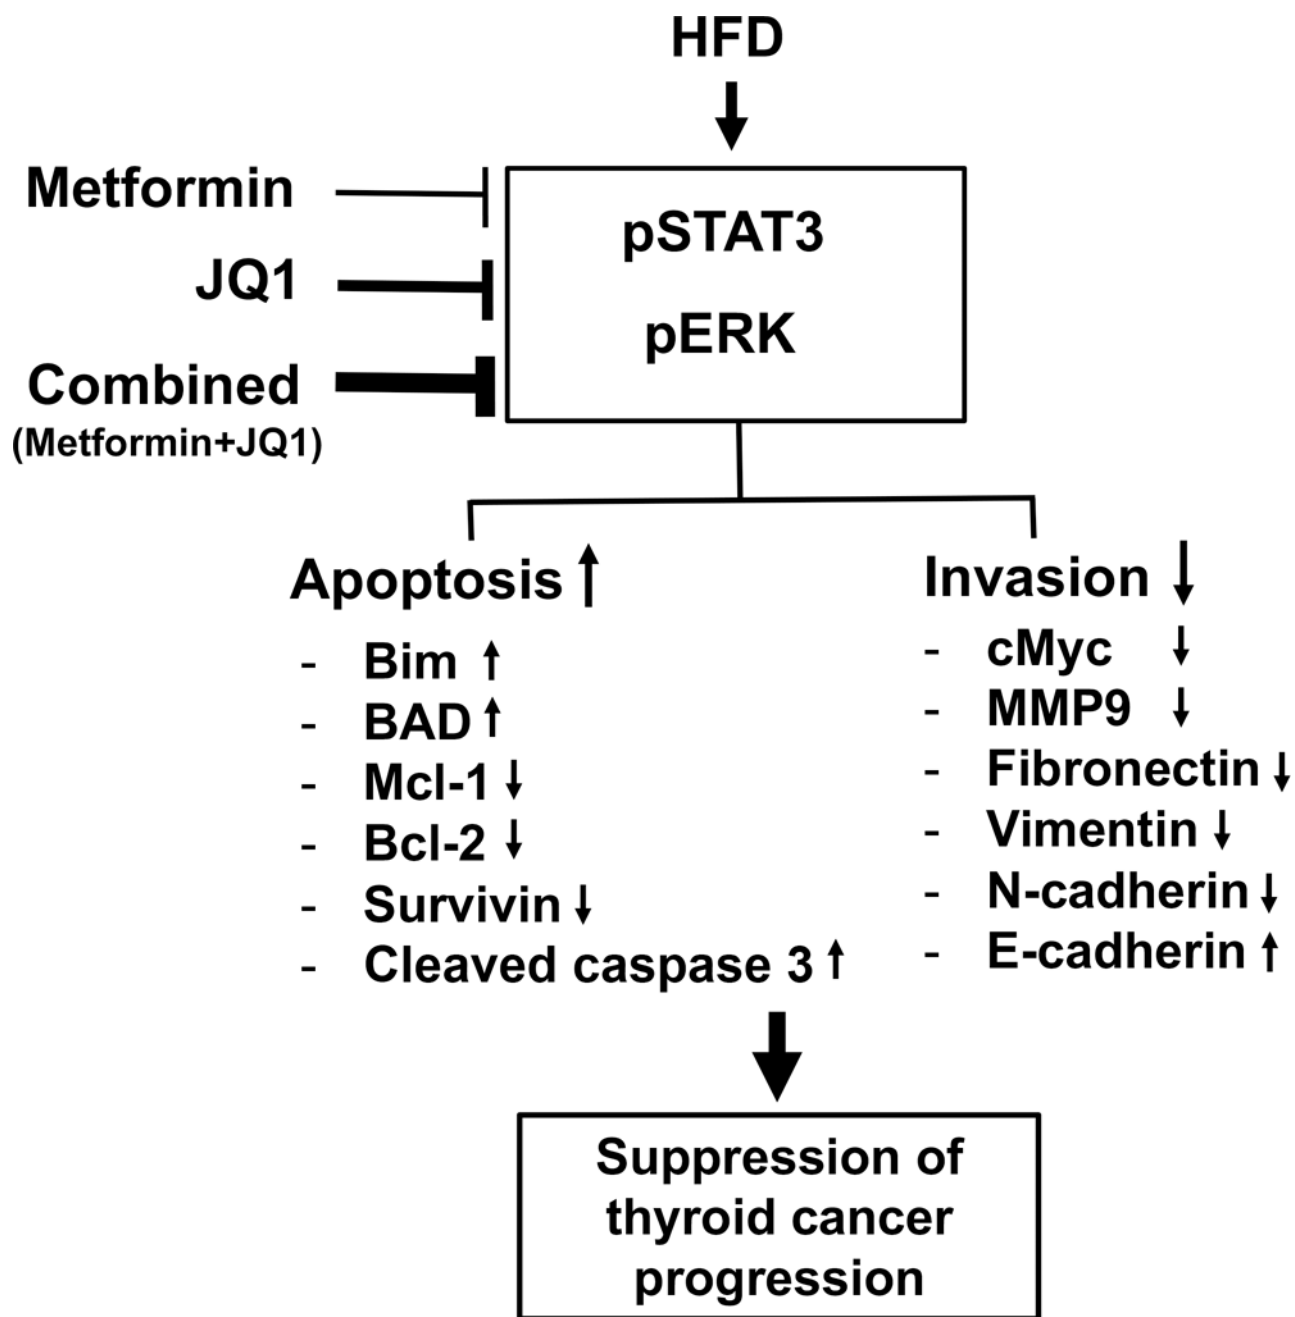 HFD
Metformin
JQ1
Combined
(Metformin+JQ1)
pSTAT3
pERK
Apoptosis ↑
- Bim ↑
- BAD ↑
- Mcl-1 ↓
- Bcl-2 ↓
- Survivin ↓
- Cleaved caspase 3 ↑
Invasion ↓
- cMyc ↓
- MMP9 ↓
- Fibronectin ↓
- Vimentin ↓
- N-cadherin ↓
- E-cadherin ↑
Suppression of
thyroid cancer
progression